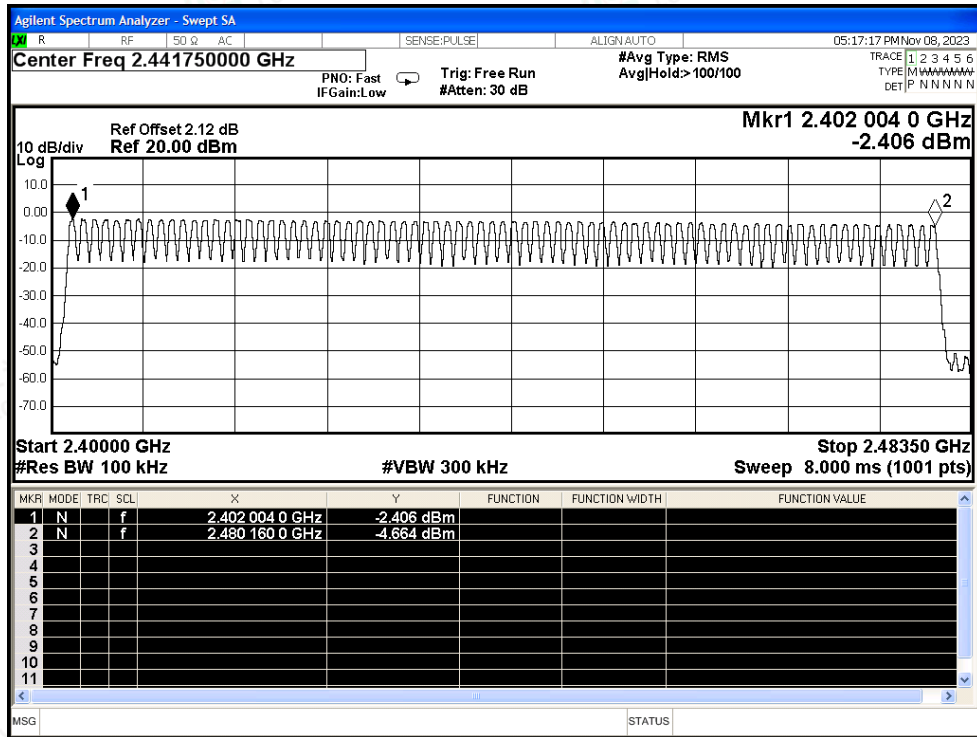 Agilent Spectrum Analyzer - Swept SA
LXI R RF 50 Ω AC SENSE:PULSE ALIGN AUTO 05:17:17 PM Nov 08, 2023
Center Freq 2.441750000 GHz
#Avg Type: RMS
TRACE 1 2 3 4 5 6
PNO: Fast
Trig: Free Run
Avg|Hold:>100/100
TYPE M
IFGain:Low
#Atten: 30 dB
DET P N N N N N
Mkr1 2.402 004 0 GHz
-2.406 dBm
Ref Offset 2.12 dB
10 dB/div Ref 20.00 dBm
Log
10.0
0.00
-10.0
-20.0
-30.0
-40.0
-50.0
-60.0
-70.0
1
2
Start 2.40000 GHz Stop 2.48350 GHz
#Res BW 100 kHz #VBW 300 kHz Sweep 8.000 ms (1001 pts)
MKR MODE TRC SCL X Y FUNCTION FUNCTION WIDTH FUNCTION VALUE
1 N f 2.402 004 0 GHz -2.406 dBm
2 N f 2.480 160 0 GHz -4.664 dBm
3
4
5
6
7
8
9
10
11
MSG STATUS